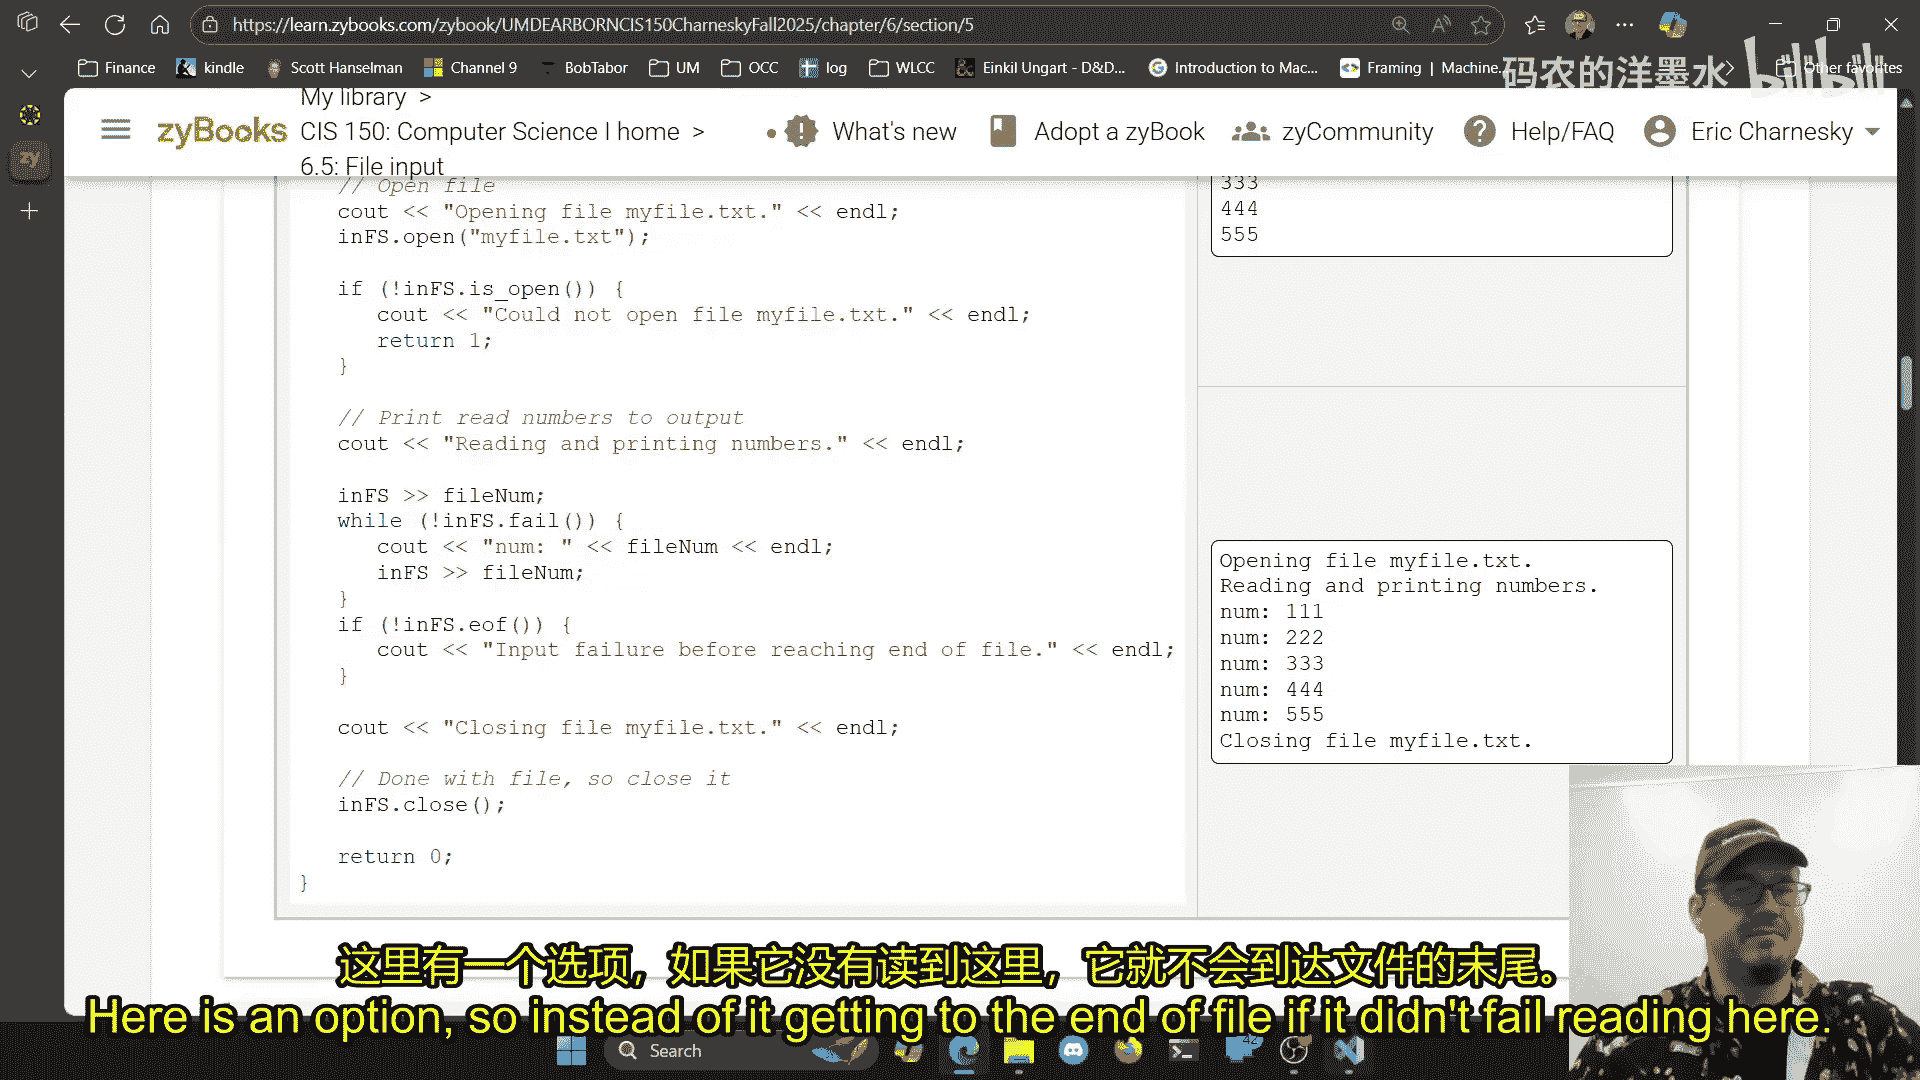 https://learn.zybooks.com/zybook/UMDEARBORNCIS150CharneskyFall2025/chapter/6/section/5
Finance
kindle
Scott Hanselman
Channel 9
BobTabor
UM
OCC
log
WLCC
Einkil Ungart - D&D...
Introduction to Mac...
Framing | Machine...
Other favorites
码农的洋墨水
bilibili
zyBooks
My library >
CIS 150: Computer Science I home >
6.5: File input
What's new
Adopt a zyBook
zyCommunity
Help/FAQ
Eric Charnesky
zy
// Open file
cout << "Opening file myfile.txt." << endl;
inFS.open("myfile.txt");
if (!inFS.is_open()) {
cout << "Could not open file myfile.txt." << endl;
return 1;
}
// Print read numbers to output
cout << "Reading and printing numbers." << endl;
inFS >> fileNum;
while (!inFS.fail()) {
cout << "num: " << fileNum << endl;
inFS >> fileNum;
}
if (!inFS.eof()) {
cout << "Input failure before reaching end of file." << endl;
}
cout << "Closing file myfile.txt." << endl;
// Done with file, so close it
inFS.close();
return 0;
}
333
444
555
Opening file myfile.txt.
Reading and printing numbers.
num: 111
num: 222
num: 333
num: 444
num: 555
Closing file myfile.txt.
这里有一个选项，如果它没有读到这里，它就不会到达文件的末尾。
Here is an option, so instead of it getting to the end of file if it didn't fail reading here.
Search
42